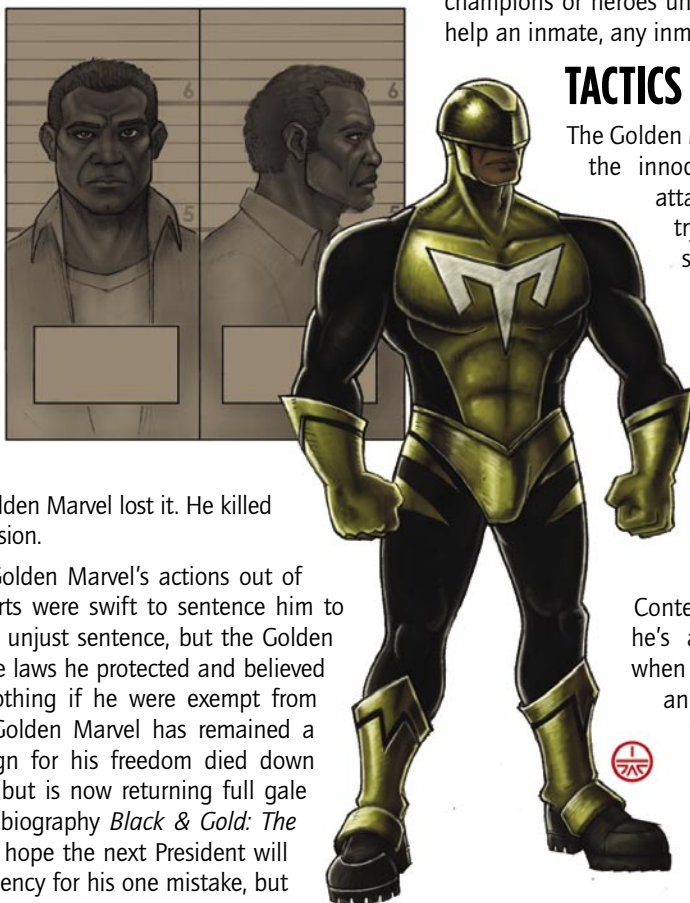 champions or heroes un
help an inmate, any inm
TACTICS
The Golden
the innoc
atta
try
s
6
6
5
5
lden Marvel lost it. He killed
sion.
Golden Marvel's actions out of
rts were swift to sentence him to
unjust sentence, but the Golden
e laws he protected and believed
othing if he were exempt from
Golden Marvel has remained a
gn for his freedom died down
but is now returning full gale
biography Black & Gold: The
hope the next President will
ency for his one mistake, but
Conte
he's a
when
an